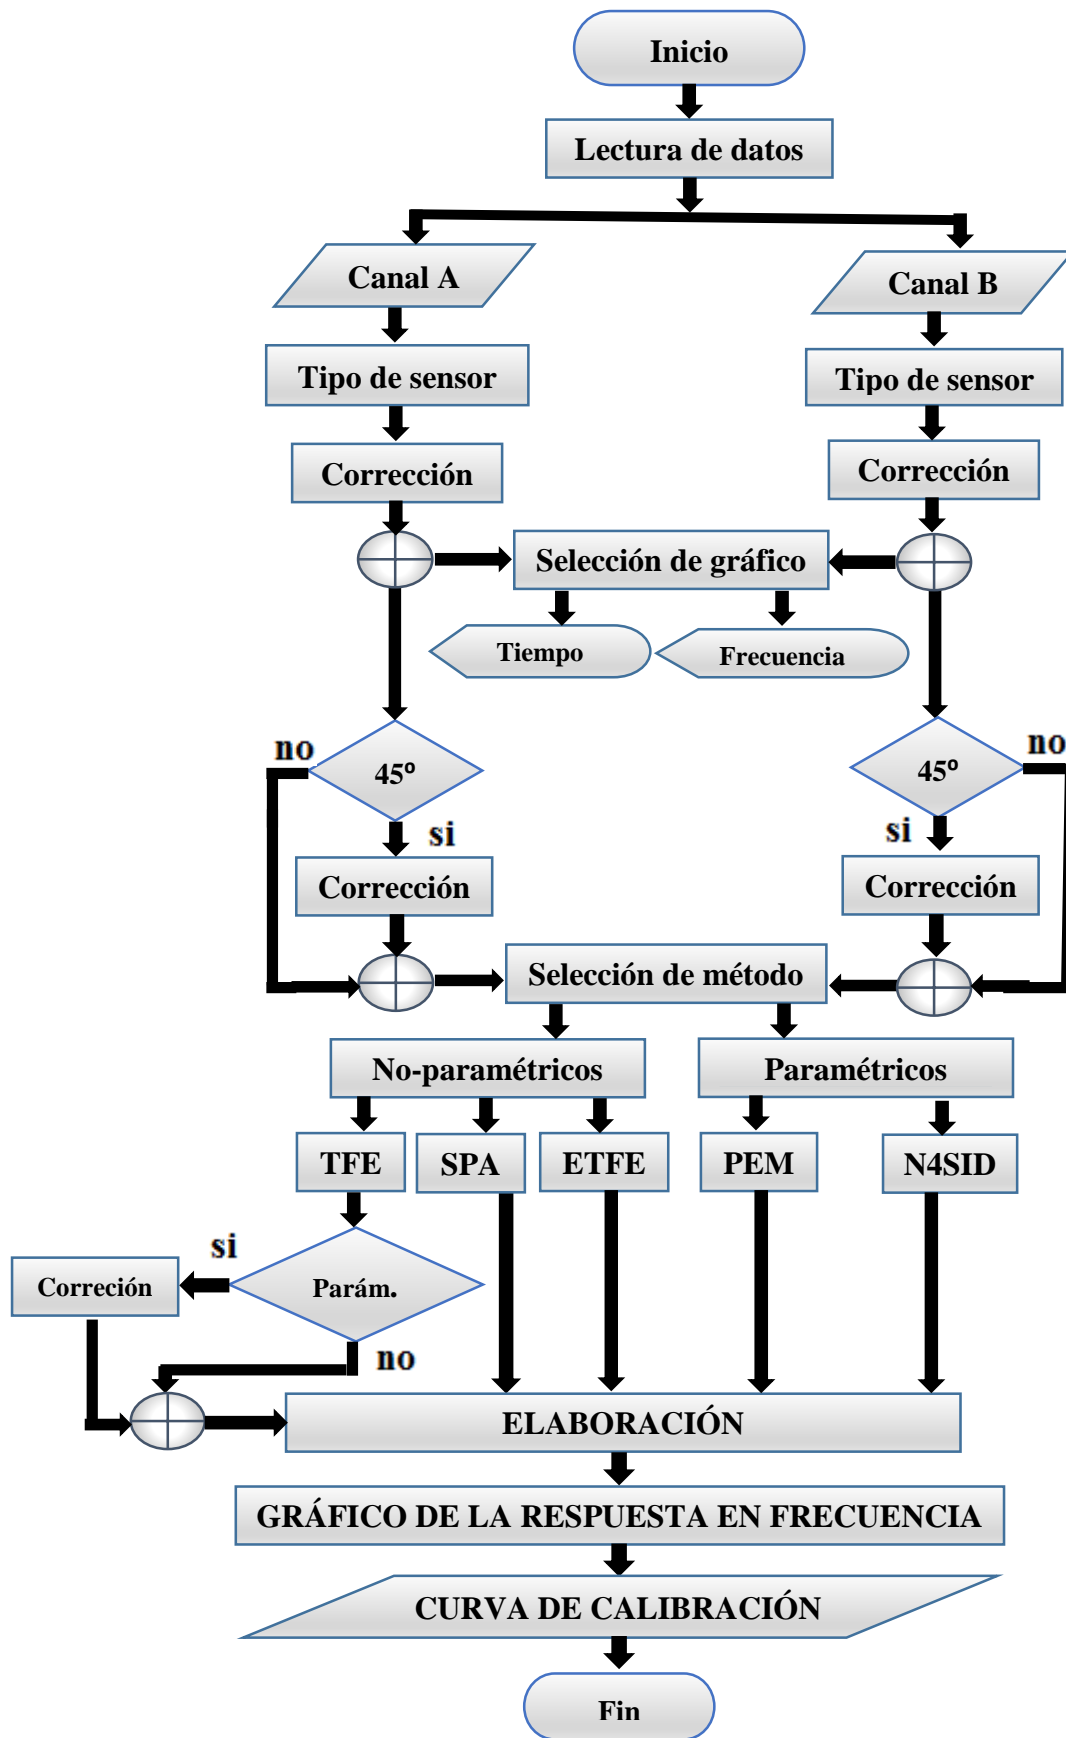 Inicio
Lectura de datos
Canal A
Canal B
Tipo de sensor
Tipo de sensor
Corrección
Corrección
Selección de gráfico
Tiempo
Frecuencia
no
45º
45º
no
si
si
Corrección
Corrección
Selección de método
No-paramétricos
Paramétricos
TFE
SPA
ETFE
PEM
N4SID
si
Correción
Parám.
no
ELABORACIÓN
GRÁFICO DE LA RESPUESTA EN FRECUENCIA
CURVA DE CALIBRACIÓN
Fin